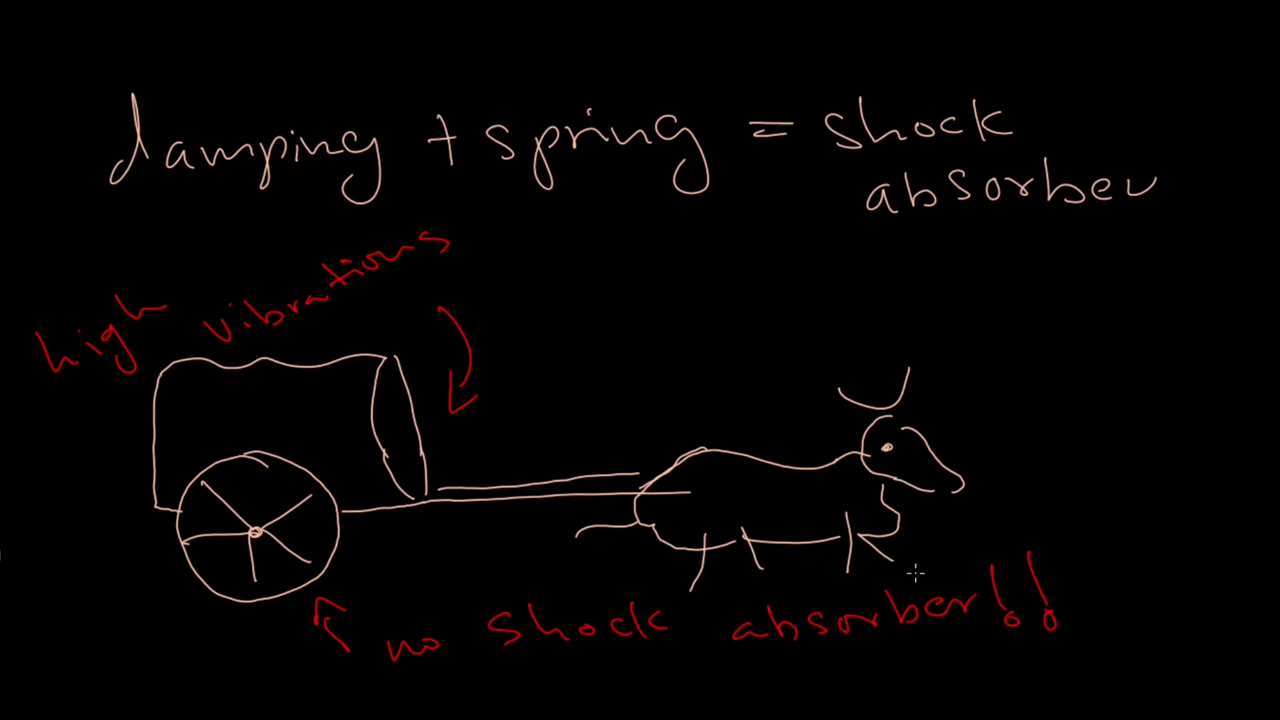 damping + spring = shock
absorber
high vibrations
no shock absorber!!